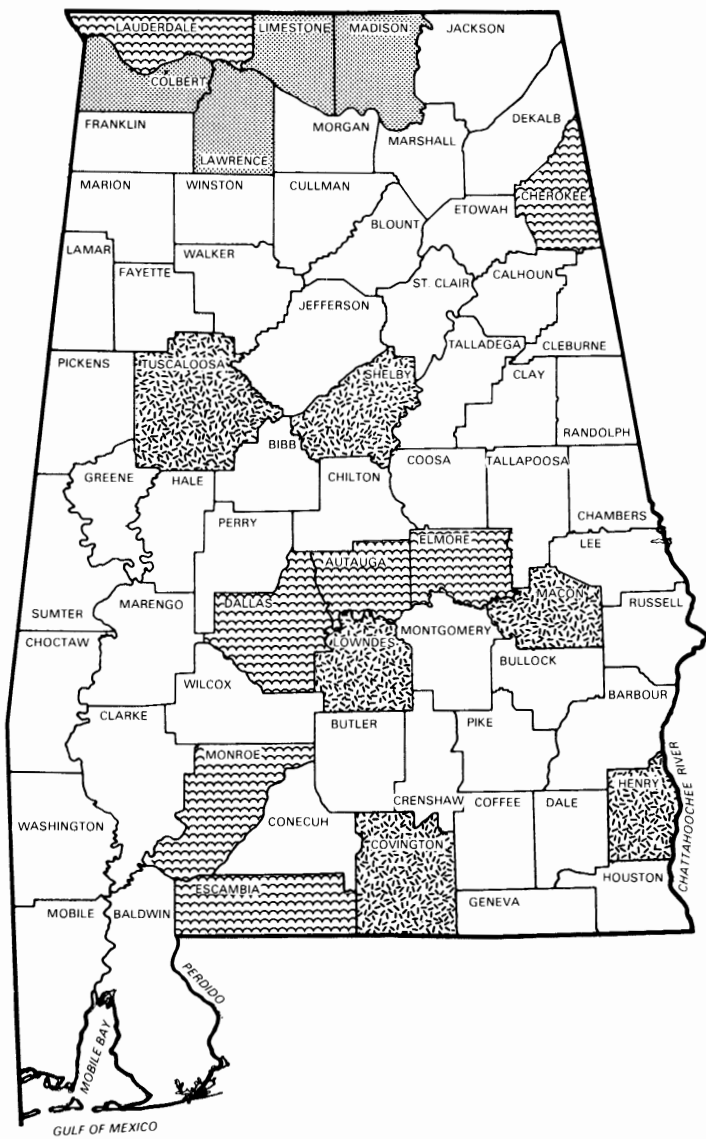 LAUDERDALE
LIMESTONE
MADISON
JACKSON
COLBERT
FRANKLIN
LAWRENCE
MORGAN
MARSHALL
DEKALB
MARION
WINSTON
CULLMAN
BLOUNT
ETOWAH
CHEROKEE
LAMAR
FAYETTE
WALKER
JEFFERSON
ST. CLAIR
CALHOUN
PICKENS
TUSCALOOSA
SHELBY
TALLADEGA
CLEBURNE
CLAY
RANDOLPH
GREENE
HALE
BIBB
CHILTON
COOSA
TALLAPOOSA
CHAMBERS
PERRY
AUTAUGA
ELMORE
LEE
SUMTER
MARENGO
DALLAS
LOWNDES
MONTGOMERY
MACON
RUSSELL
CHOCTAW
WILCOX
BULLOCK
BARBOUR
CLARKE
BUTLER
PIKE
MONROE
CRENSHAW
COFFEE
DALE
HENRY
WASHINGTON
CONECUH
COVINGTON
CHATTAHOOCHEE RIVER
ESCAMBIA
GENEVA
HOUSTON
MOBILE
BALDWIN
PERDIDO
MOBILE BAY
GULF OF MEXICO